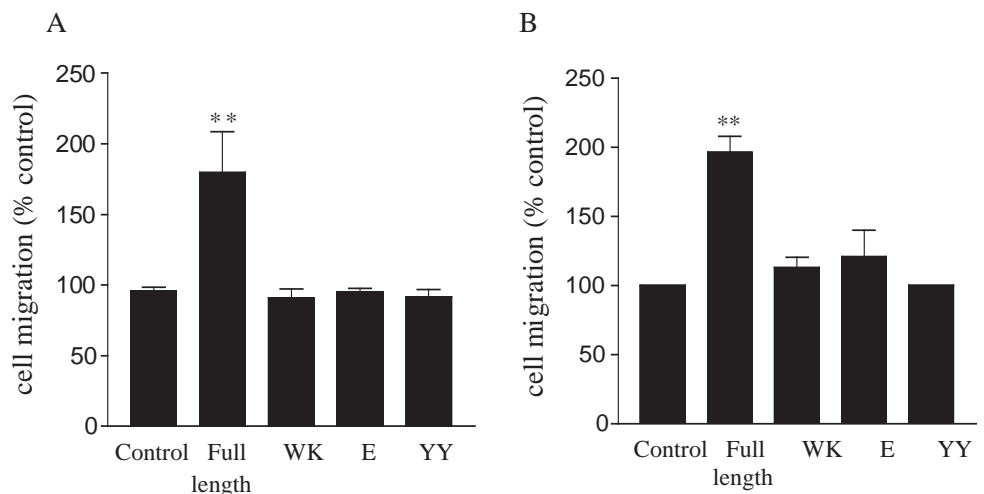 A
cell migration (% control)
250
200
150
100
50
0
**
Control Full length WK E YY
B
cell migration (% control)
250
200
150
100
50
0
**
Control Full length WK E YY